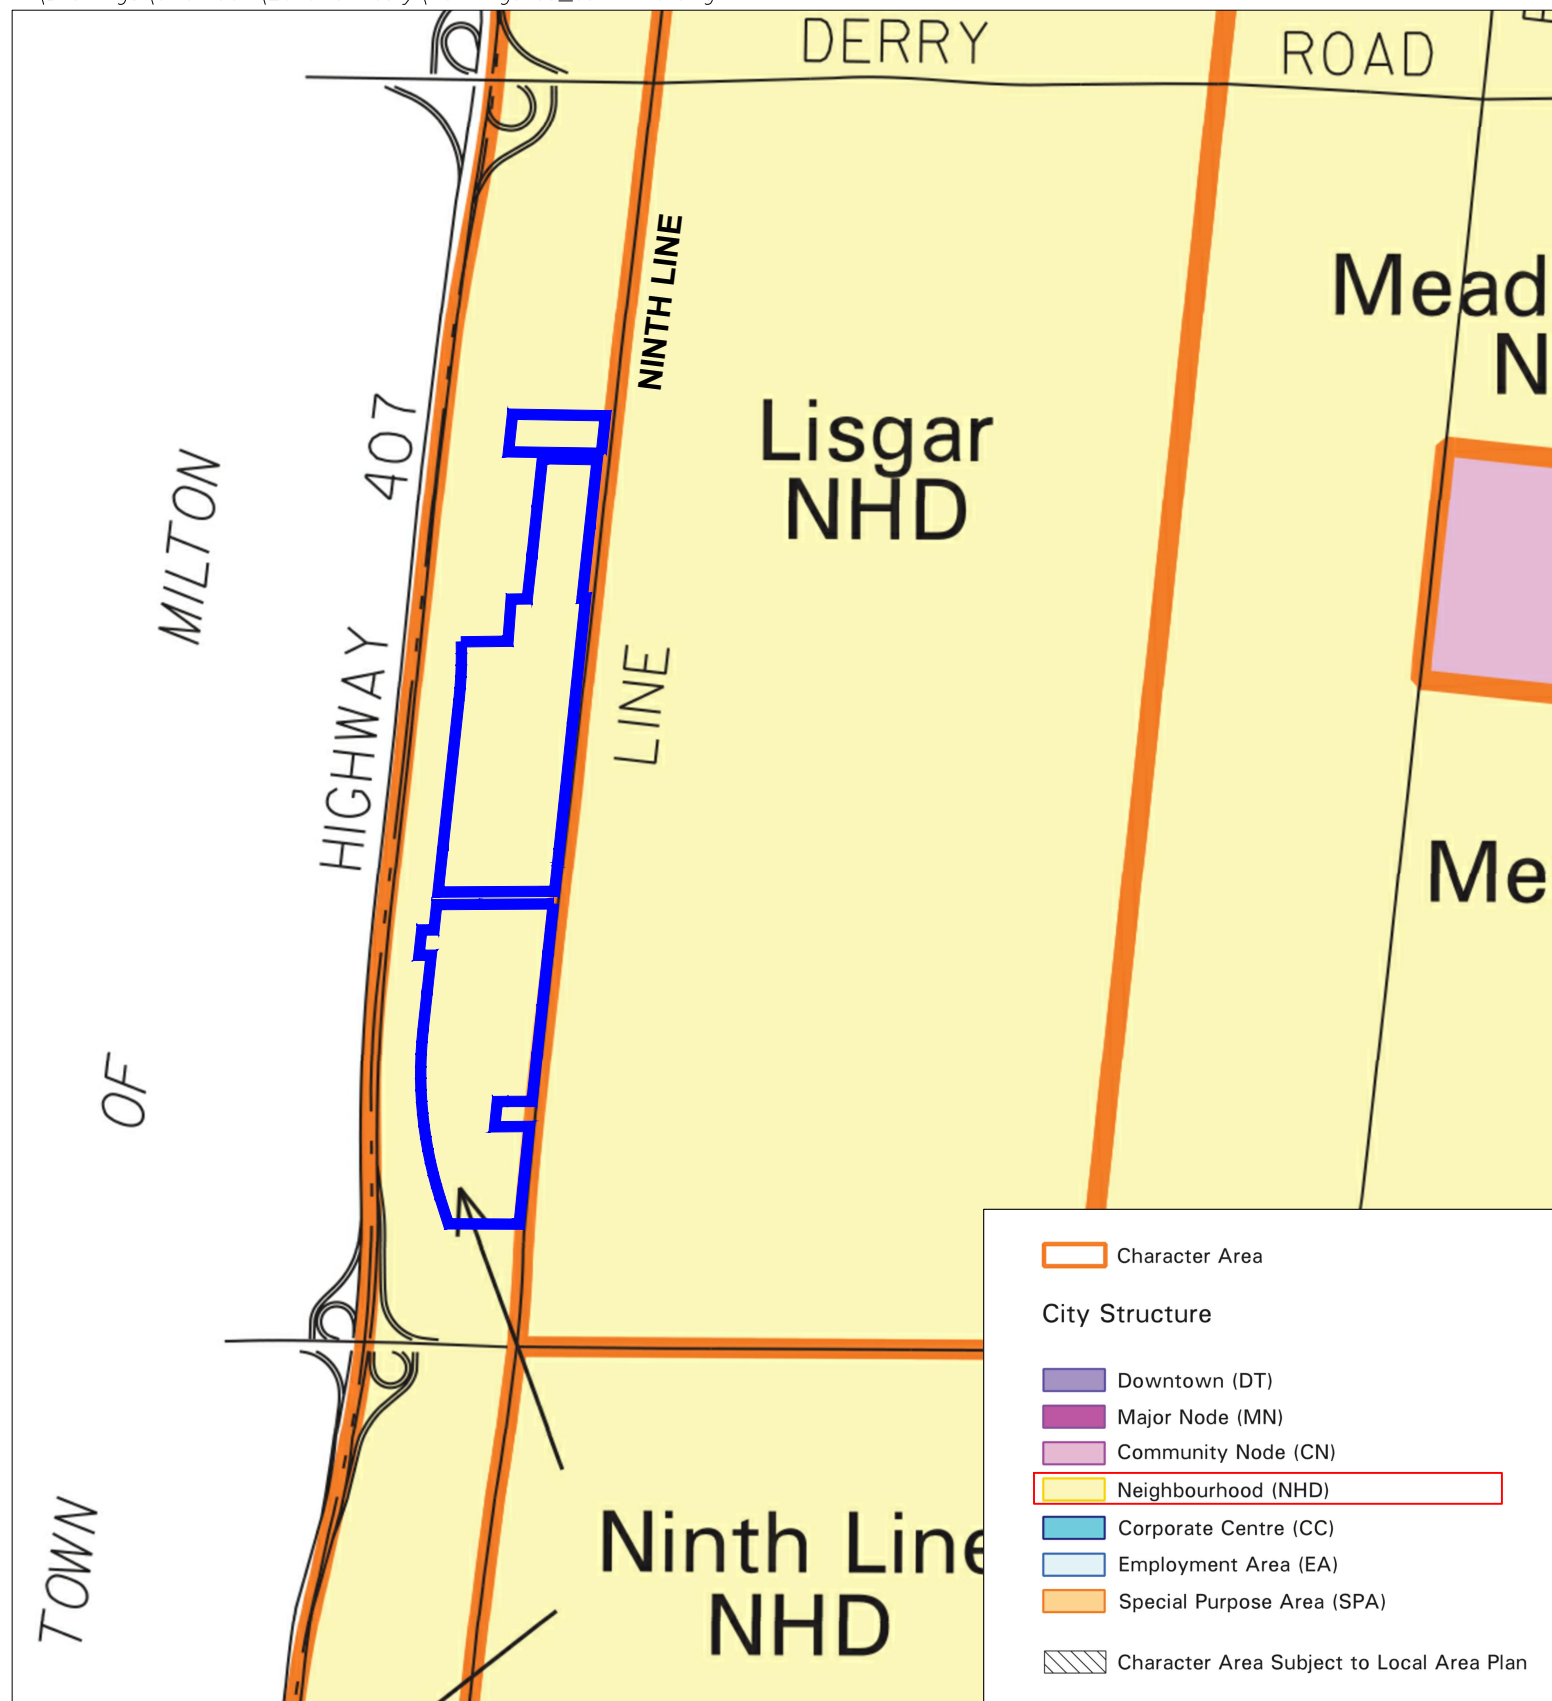 DERRY ROAD
NINTH LINE
Mead
N
Lisgar
NHD
MILTON
407
HIGHWAY
LINE
Me
OF
TOWN
Ninth Line
NHD
Character Area
City Structure
Downtown (DT)
Major Node (MN)
Community Node (CN)
Neighbourhood (NHD)
Corporate Centre (CC)
Employment Area (EA)
Special Purpose Area (SPA)
Character Area Subject to Local Area Plan